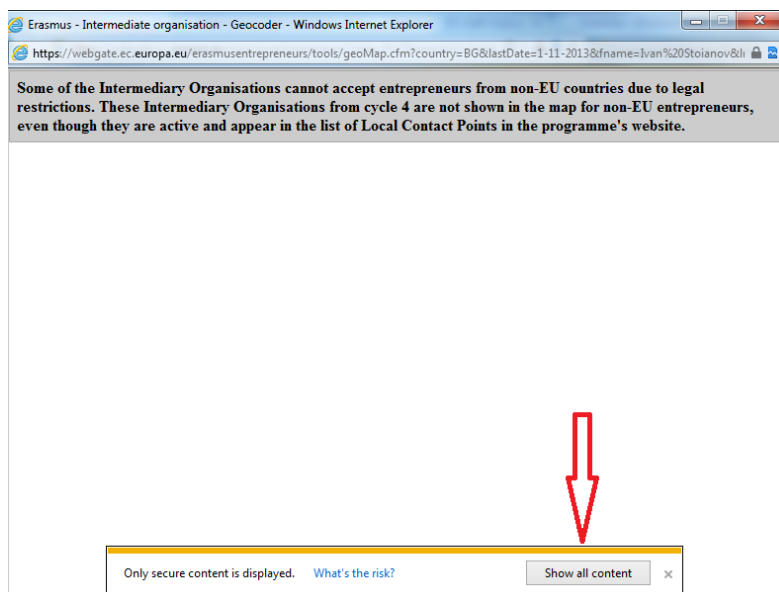 Erasmus - Intermediate organisation - Geocoder - Windows Internet Explorer
https://webgate.ec.europa.eu/erasmusentrepreneurs/tools/geoMap.cfm?country=BG&lastDate=1-11-2013&fname=Ivan%20Stoianov&l
Some of the Intermediary Organisations cannot accept entrepreneurs from non-EU countries due to legal
restrictions. These Intermediary Organisations from cycle 4 are not shown in the map for non-EU entrepreneurs,
even though they are active and appear in the list of Local Contact Points in the programme's website.
Only secure content is displayed. What's the risk? Show all content